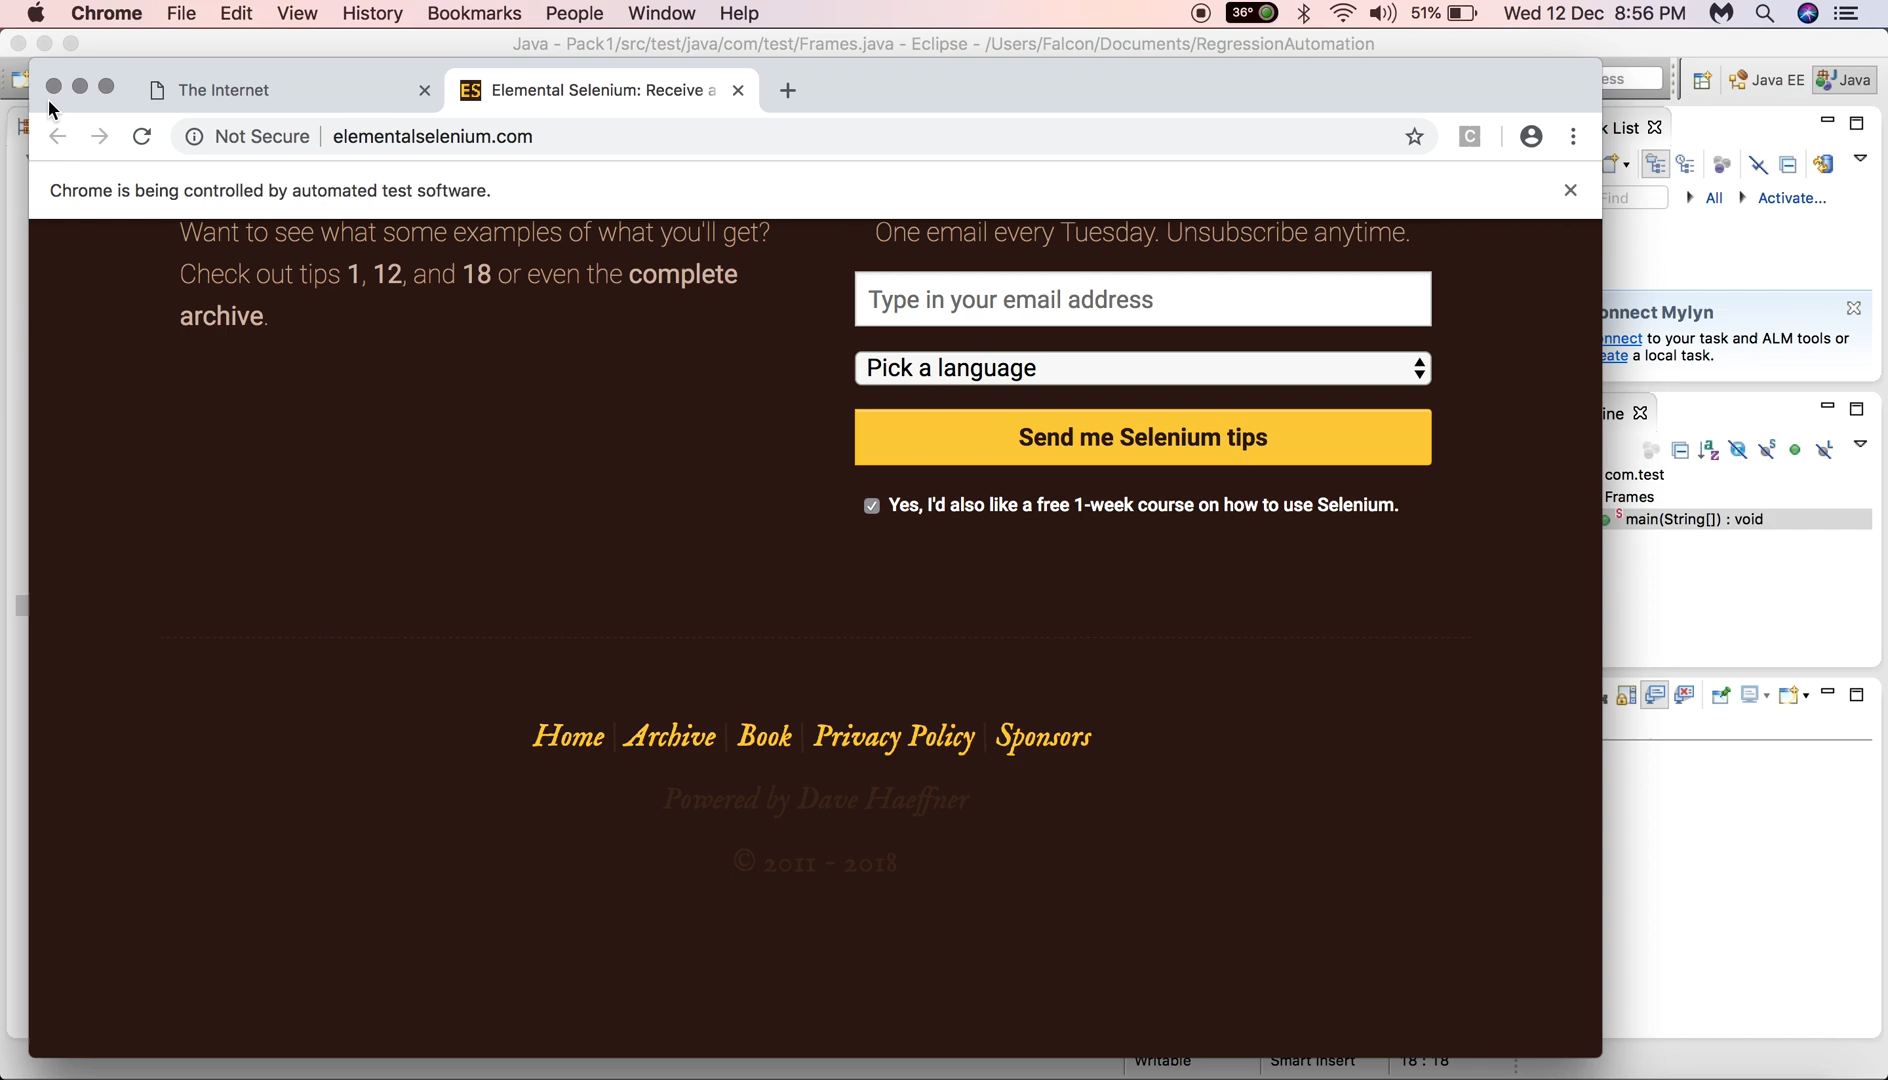 Chrome File Edit View History Bookmarks People Window Help 36° 51% Wed 12 Dec 8:56 PM
Java - Pack1/src/test/java/com/test/Frames.java - Eclipse - /Users/Falcon/Documents/RegressionAutomation
The Internet
ES Elemental Selenium: Receive a
ess
Java EE
Java
Not Secure elementalselenium.com
C
k List
Chrome is being controlled by automated test software.
Find
All
Activate...
Want to see what some examples of what you'll get?
Check out tips 1, 12, and 18 or even the complete
archive.
One email every Tuesday. Unsubscribe anytime.
Type in your email address
Pick a language
Send me Selenium tips
Yes, I'd also like a free 1-week course on how to use Selenium.
onnect Mylyn
onnect to your task and ALM tools or
eate a local task.
ine
com.test
Frames
main(String[]) : void
Home Archive Book Privacy Policy Sponsors
Powered by Dave Haeffner
© 2011 - 2018
Writable Smart Insert 18 : 18